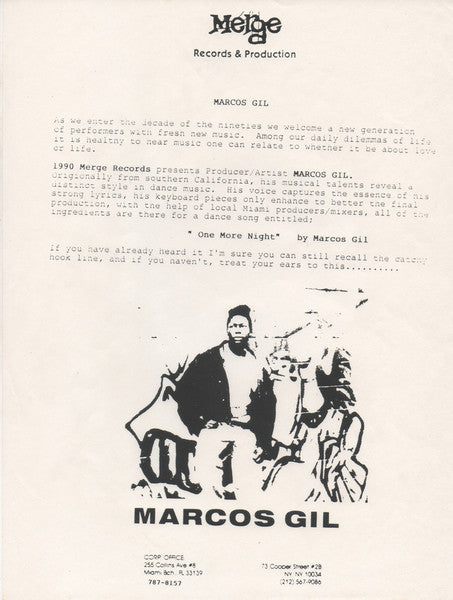 Merge
Records & Production
MARCOS GIL
As we enter the decade of the nineties we welcome a new generation
of performers with fresh new music. Among our daily dilemmas of life
it is healthy to hear music one can relate to whether it be about love
or life.
1990 Merge Records presents Producer/Artist MARCOS GIL.
Origionally from southern California, his musical talents reveal a
distinct style in dance music. His voice captures the essence of his
strong lyrics, his keyboard pieces only enhance to better the final
production, with the help of local Miami producers/mixers, all of the
ingredients are there for a dance song entitled;
" One More Night" by Marcos Gil
If you have already heard it I'm sure you can still recall the catchy
hook line, and if you haven't, treat your ears to this..........
MARCOS GIL
CORP. OFFICE
255 Collins Ave #8
Miami Bch., Fl. 33139
787-8157
73 Cooper Street #2B
NY NY 10034
(212) 567-9086